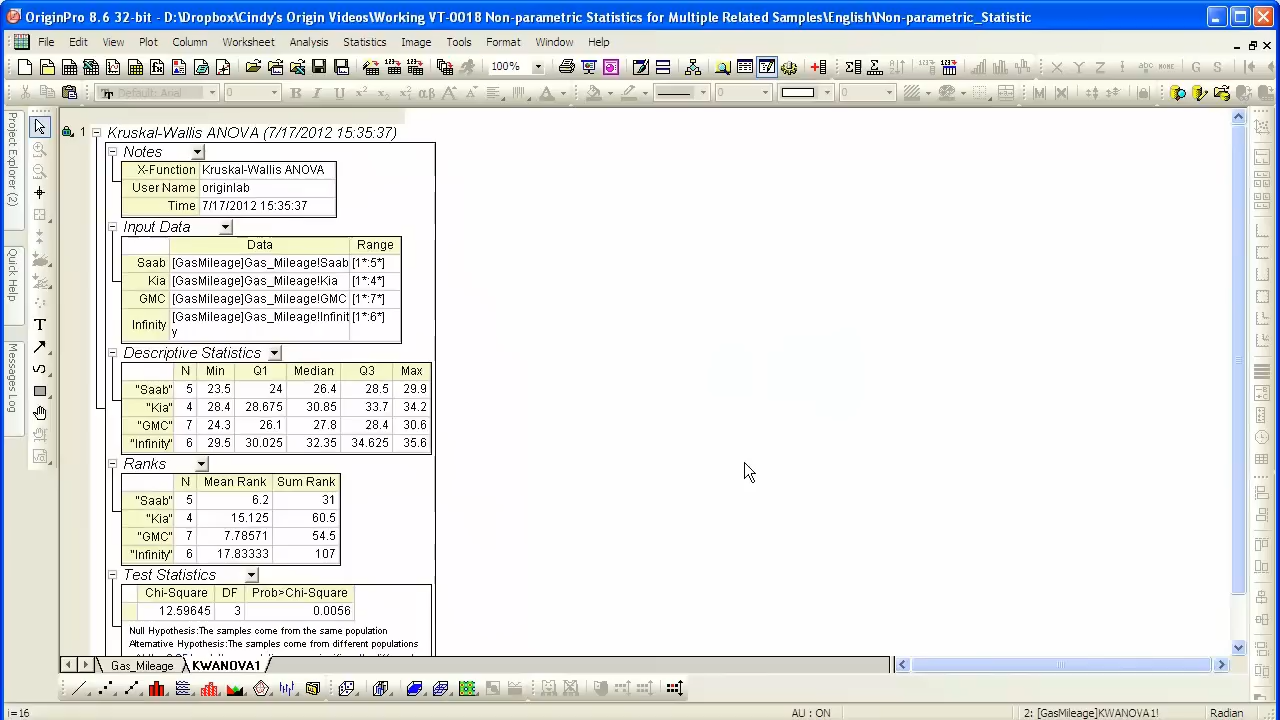 OriginPro 8.6 32-bit - D:\Dropbox\Cindy's Origin Videos\Working VT-0018 Non-parametric Statistics for Multiple Related Samples\English\Non-parametric_Statistic
File Edit View Plot Column Worksheet Analysis Statistics Image Tools Format Window Help
100%
Default: Arial 0 B I U 0 0
Project Explorer (2)
Quick Help
Messages Log
1 Kruskal-Wallis ANOVA (7/17/2012 15:35:37)
Notes
X-Function Kruskal-Wallis ANOVA
User Name originlab
Time 7/17/2012 15:35:37
Input Data
Data Range
Saab [GasMileage]Gas_Mileage!Saab [1*:5*]
Kia [GasMileage]Gas_Mileage!Kia [1*:4*]
GMC [GasMileage]Gas_Mileage!GMC [1*:7*]
Infinity [GasMileage]Gas_Mileage!Infinit [1*:6*]
y
Descriptive Statistics
N Min Q1 Median Q3 Max
"Saab" 5 23.5 24 26.4 28.5 29.9
"Kia" 4 28.4 28.675 30.85 33.7 34.2
"GMC" 7 24.3 26.1 27.8 28.4 30.6
"Infinity" 6 29.5 30.025 32.35 34.625 35.6
Ranks
N Mean Rank Sum Rank
"Saab" 5 6.2 31
"Kia" 4 15.125 60.5
"GMC" 7 7.78571 54.5
"Infinity" 6 17.83333 107
Test Statistics
Chi-Square DF Prob>Chi-Square
12.59645 3 0.0056
Null Hypothesis:The samples come from the same population
Alternative Hypothesis:The samples come from different populations
Gas_Mileage KWANOVA1
i=16 AU : ON 2: [GasMileage]KWANOVA1! Radian